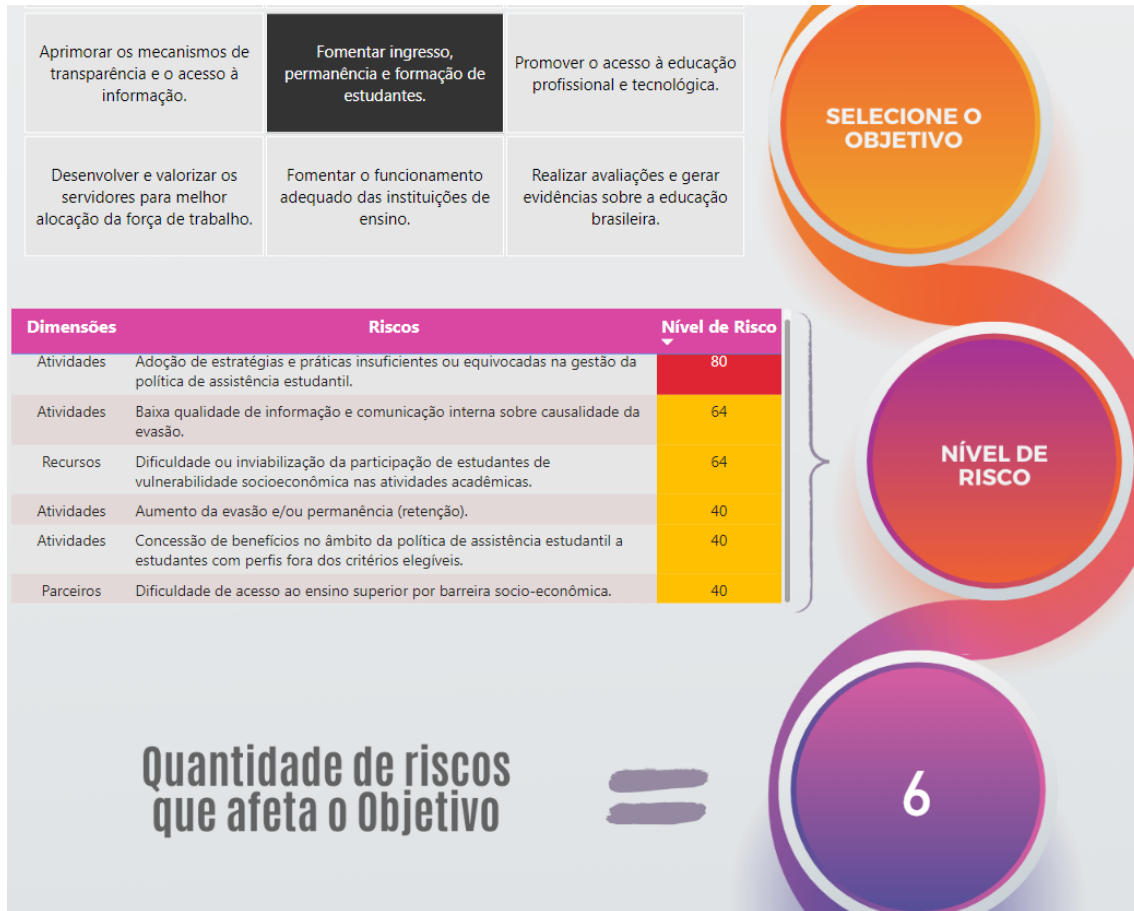 Aprimorar os mecanismos de
transparência e o acesso à
informação.
Fomentar ingresso,
permanência e formação de
estudantes.
Promover o acesso à educação
profissional e tecnológica.
Desenvolver e valorizar os
servidores para melhor
alocação da força de trabalho.
Fomentar o funcionamento
adequado das instituições de
ensino.
Realizar avaliações e gerar
evidências sobre a educação
brasileira.
SELECIONE O
OBJETIVO
Dimensões Riscos Nível de Risco
Atividades Adoção de estratégias e práticas insuficientes ou equivocadas na gestão da 80
política de assistência estudantil.
Atividades Baixa qualidade de informação e comunicação interna sobre causalidade da 64
evasão.
Recursos Dificuldade ou inviabilização da participação de estudantes de 64
vulnerabilidade socioeconômica nas atividades acadêmicas.
Atividades Aumento da evasão e/ou permanência (retenção). 40
Atividades Concessão de benefícios no âmbito da política de assistência estudantil a 40
estudantes com perfis fora dos critérios elegíveis.
Parceiros Dificuldade de acesso ao ensino superior por barreira socio-econômica. 40
NÍVEL DE
RISCO
Quantidade de riscos
que afeta o Objetivo
=
6